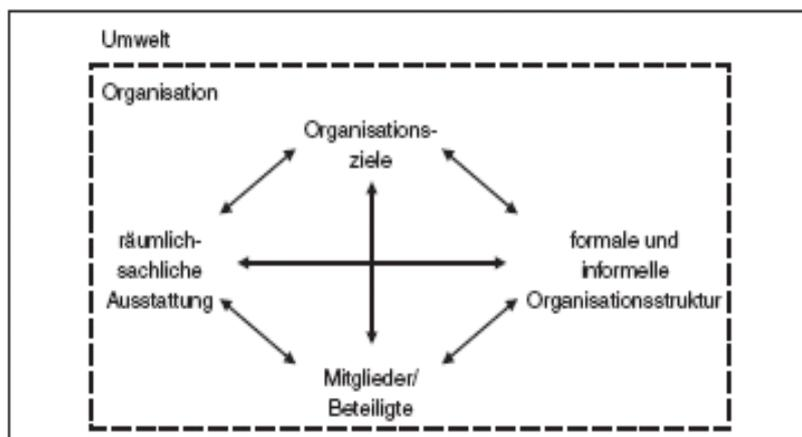 Umwelt
Organisation
Organisations-
ziele
räumlich-
sachliche
Ausstattung
formale und
informelle
Organisationsstruktur
Mitglieder/
Beteiligte